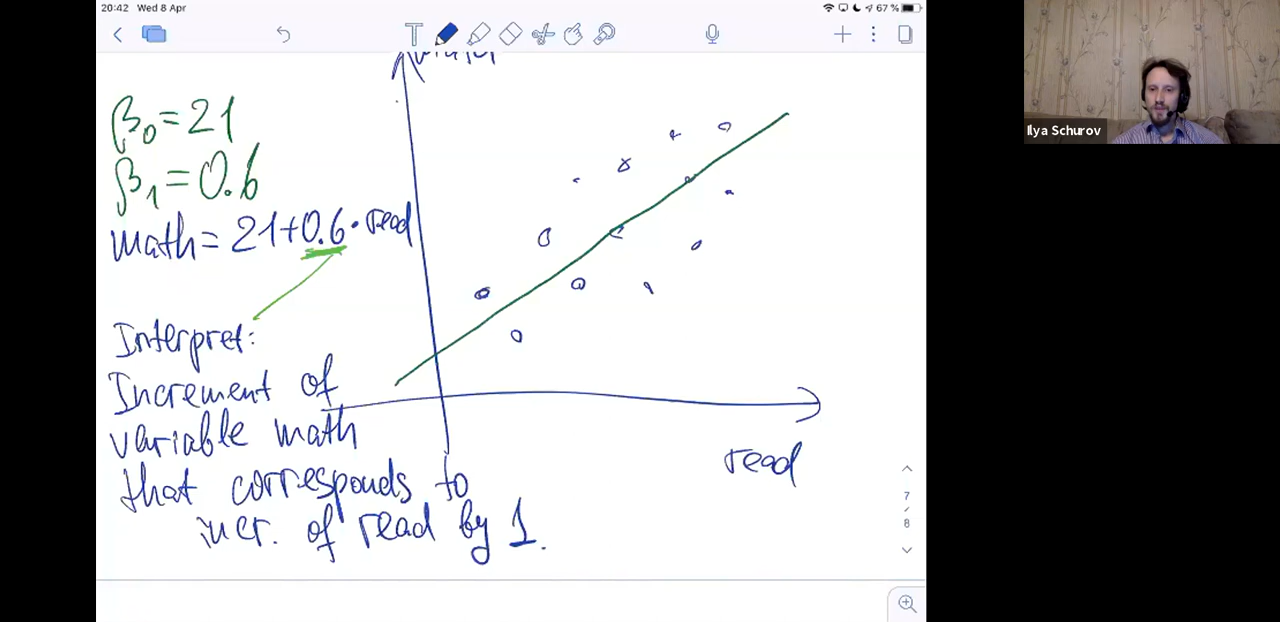 20:42 Wed 8 Apr
67 %
β₀ = 21
β₁ = 0.6
math = 21 + 0.6 • read
Interpret:
Increment of
variable math
that corresponds to
incr. of read by 1.
read
7
8
Ilya Schurov